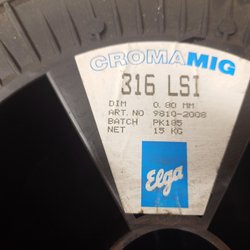 CROMAMIG
316 LSI
DIM 0.80 MM
ART.NO 9810-2008
BATCH PK185
NET 15 KG
Elga